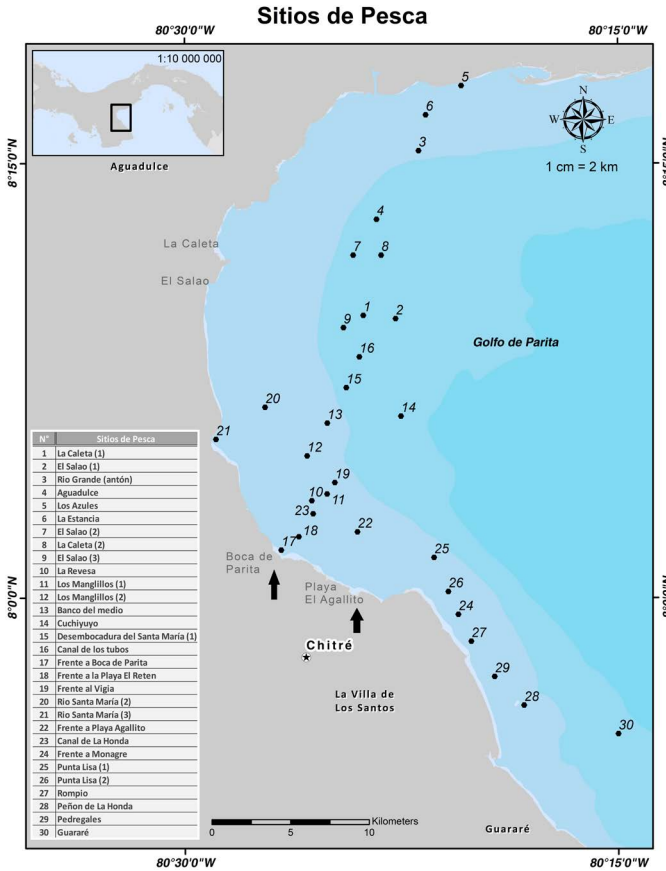 Sitios de Pesca
80°30'0"W
80°15'0"W
1:10 000 000
Aguadulce
5
6
N
W
E
S
3
8°15'0"N
8°15'0"N
1 cm = 2 km
4
La Caleta
7
8
El Salao
1
2
9
Golfo de Parita
16
15
20
14
13
21
12
19
10
11
23
22
18
17
25
Boca de
Parita
Playa
El Agallito
26
8°0'0"N
8°0'0"N
24
27
Chitré
29
La Villa de
Los Santos
28
30
N° Sitios de Pesca
1 La Caleta (1)
2 El Salao (1)
3 Rio Grande (antón)
4 Aguadulce
5 Los Azules
6 La Estancia
7 El Salao (2)
8 La Caleta (2)
9 El Salao (3)
10 La Revesa
11 Los Manglillos (1)
12 Los Manglillos (2)
13 Banco del medio
14 Cuchiyuyo
15 Desembocadura del Santa María (1)
16 Canal de los tubos
17 Frente a Boca de Parita
18 Frente a la Playa El Reten
19 Frente al Vigia
20 Rio Santa María (2)
21 Rio Santa María (3)
22 Frente a Playa Agallito
23 Canal de La Honda
24 Frente a Monagre
25 Punta Lisa (1)
26 Punta Lisa (2)
27 Rompio
28 Peñon de La Honda
29 Pedregales
30 Guararé
Kilometers
0 5 10
Guararé
80°30'0"W
80°15'0"W